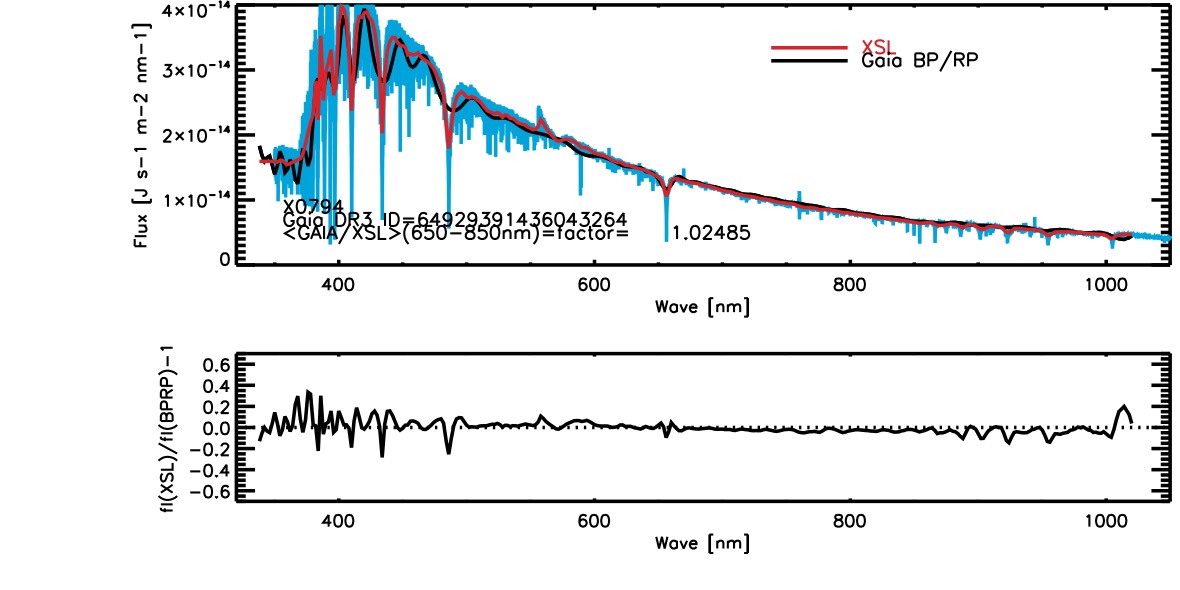 4×10−14
3×10−14
2×10−14
1×10−14
0
Flux [J s−1 m−2 nm−1]
XSL
Gaia BP/RP
X0794
Gaia DR3 ID=6492939143604­3264
<GAIA/XSL>(650−850nm)=factor= 1.02485
400 600 800 1000
Wave [nm]
0.6
0.4
0.2
0.0
−0.2
−0.4
−0.6
fl(XSL)/fl(BPRP)−1
400 600 800 1000
Wave [nm]